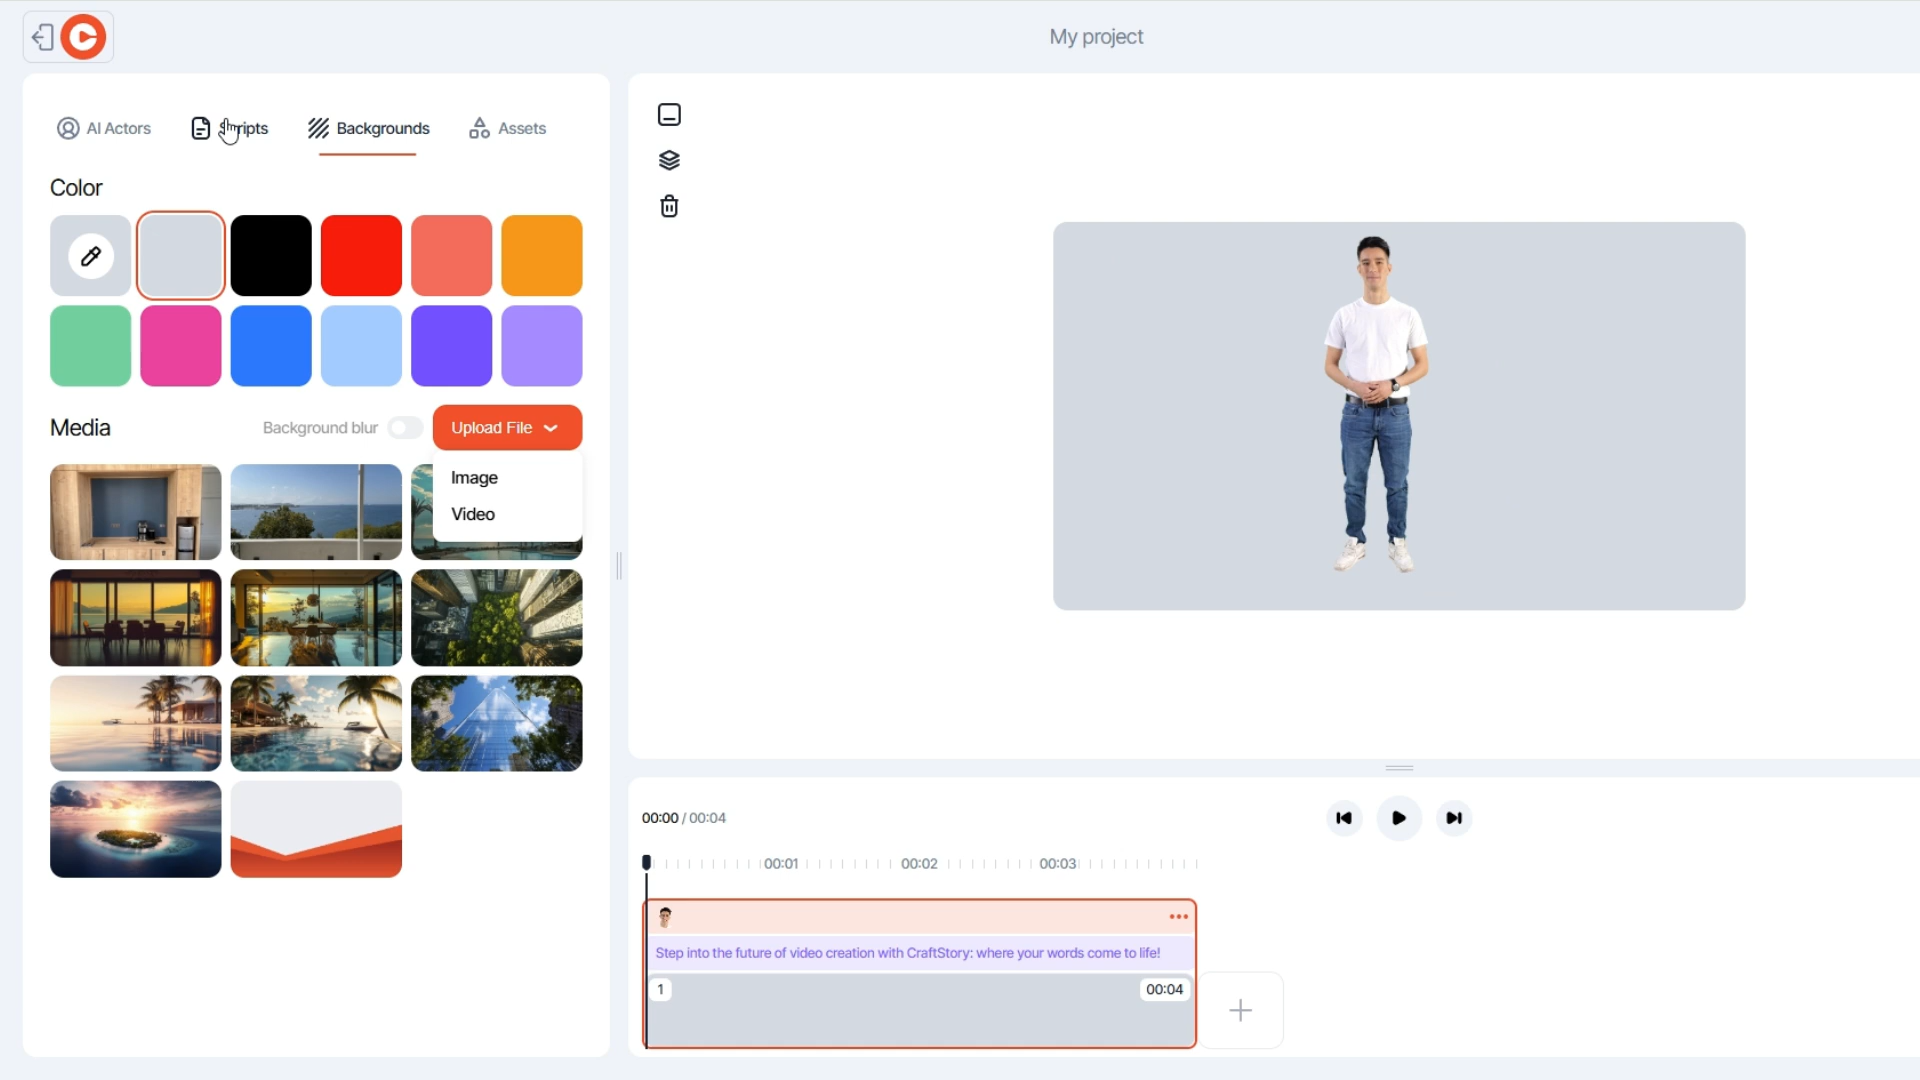 My project
AI Actors
Scripts
Backgrounds
Assets
Color
Media
Background blur
Upload File
Image
Video
00:00 / 00:04
00:01
00:02
00:03
Step into the future of video creation with CraftStory: where your words come to life!
1
00:04